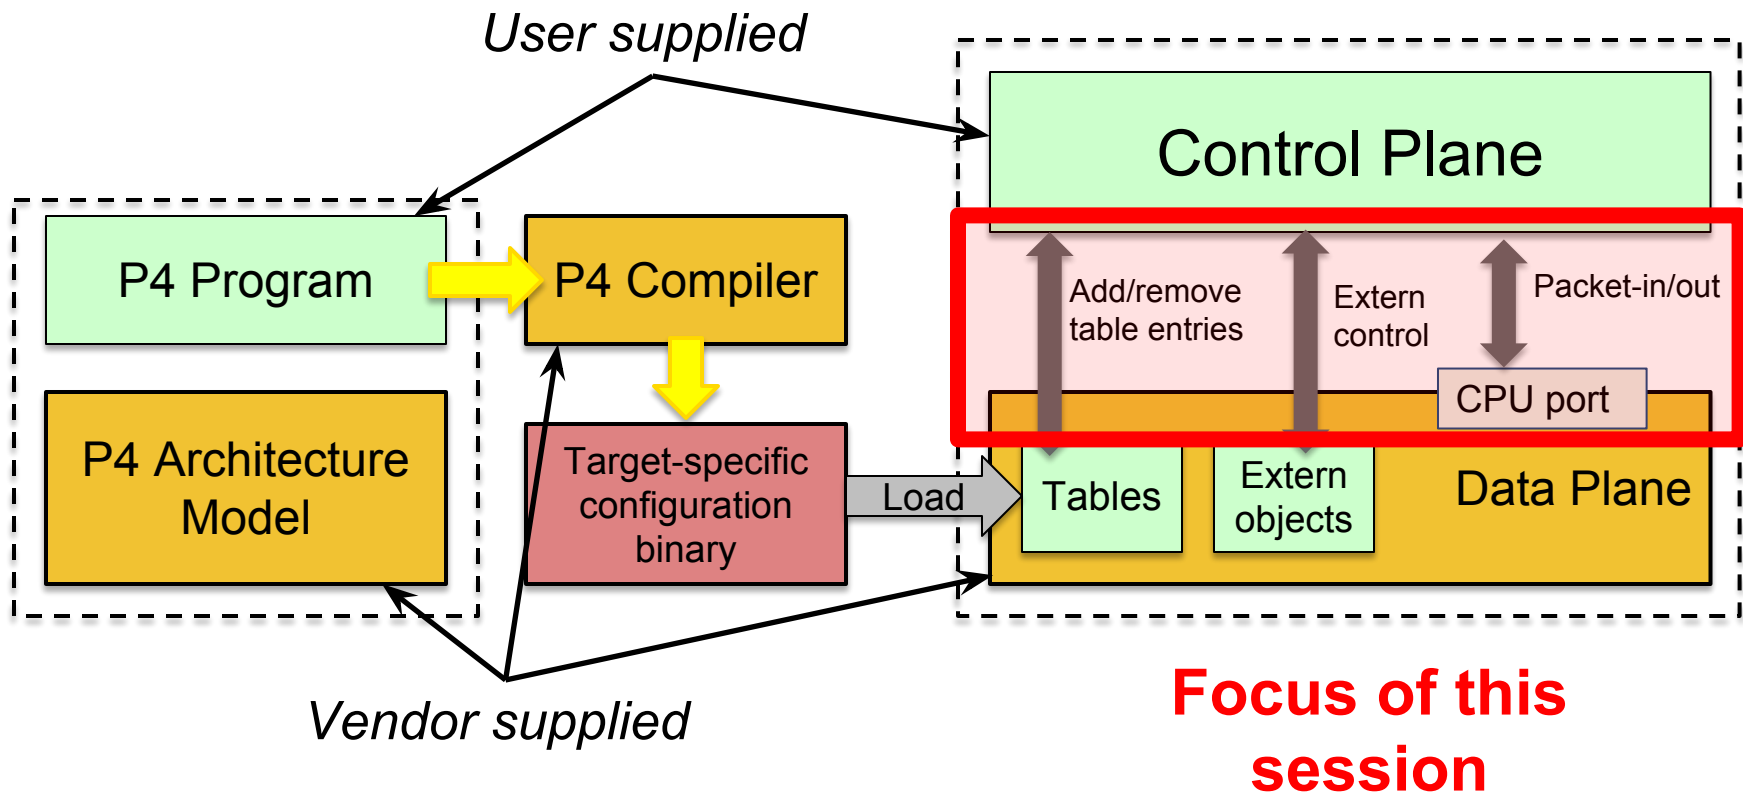 User supplied
Control Plane
P4 Program
P4 Compiler
Add/remove
table entries
Extern
control
Packet-in/out
CPU port
P4 Architecture
Model
Target-specific
configuration
binary
Load
Tables
Extern
objects
Data Plane
Vendor supplied
Focus of this
session